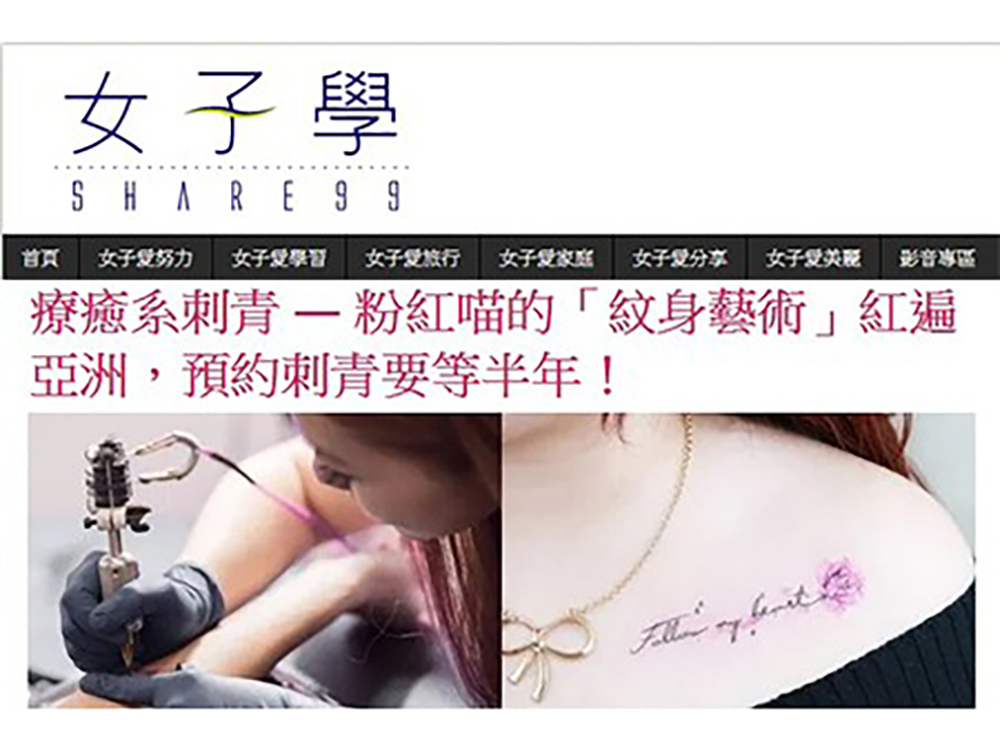 女子學
SHARE99
首頁 女子愛努力 女子愛學習 女子愛旅行 女子愛家庭 女子愛分享 女子愛美麗 影音專區
療癒系刺青 — 粉紅喵的「紋身藝術」紅遍
亞洲，預約刺青要等半年！
Follow my heart